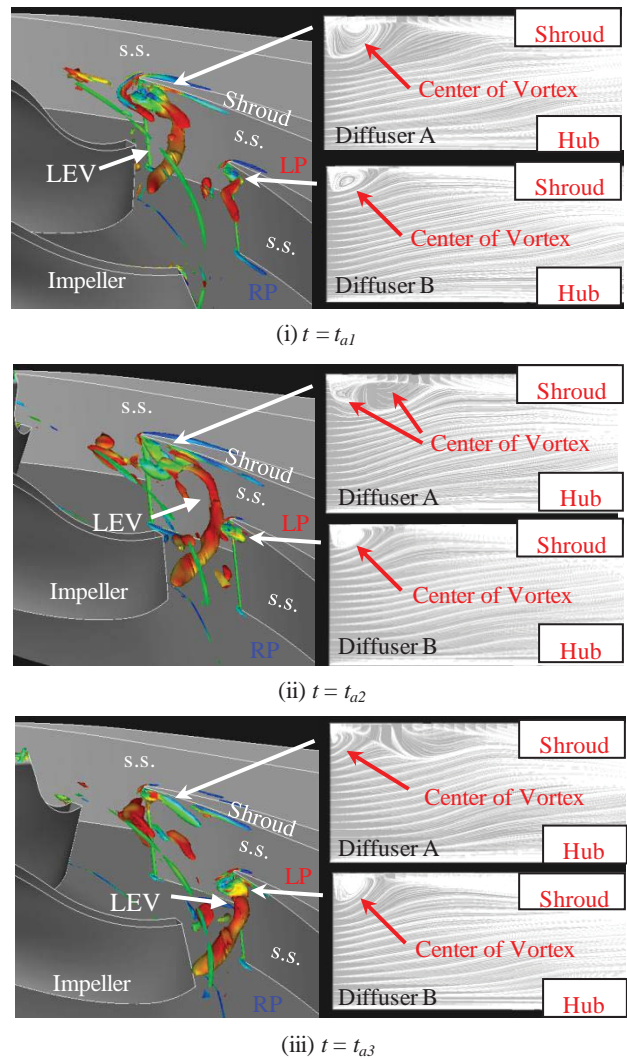 s.s.
Shroud
s.s.
LP
LEV
s.s.
Impeller
RP
Shroud
Center of Vortex
Diffuser A
Hub
Shroud
Center of Vortex
Diffuser B
Hub
(i) t = ta1
s.s.
Shroud
s.s.
LEV
LP
Impeller
s.s.
RP
Shroud
Center of Vortex
Diffuser A
Hub
Shroud
Center of Vortex
Diffuser B
Hub
(ii) t = ta2
s.s.
Shroud
s.s.
LP
LEV
s.s.
Impeller
RP
Shroud
Center of Vortex
Diffuser A
Hub
Shroud
Center of Vortex
Diffuser B
Hub
(iii) t = ta3